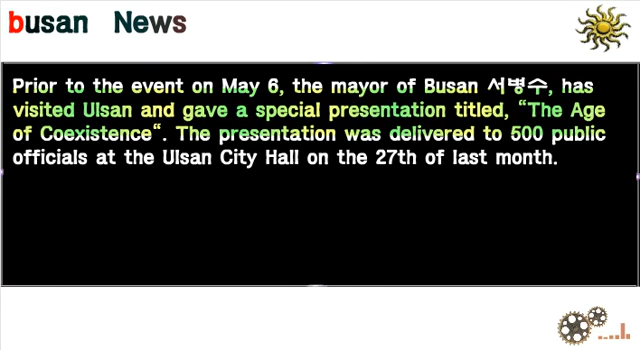 busan News
Prior to the event on May 6, the mayor of Busan 서병수, has
visited Ulsan and gave a special presentation titled, “The Age
of Coexistence“. The presentation was delivered to 500 public
officials at the Ulsan City Hall on the 27th of last month.